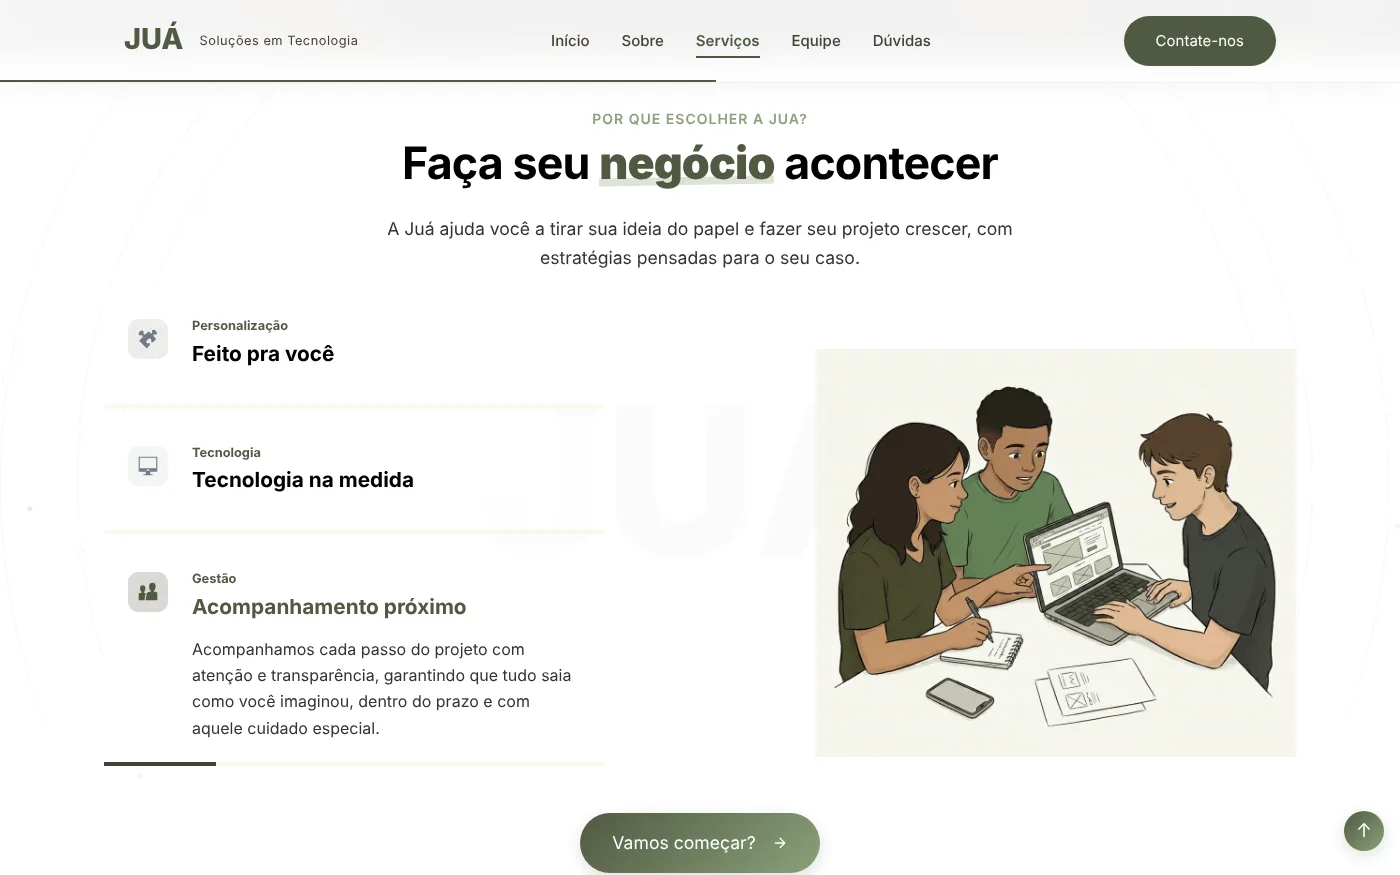 JUÁ Soluções em Tecnologia Início Sobre Serviços Equipe Dúvidas Contate-nos
POR QUE ESCOLHER A JUA?
Faça seu negócio acontecer
A Juá ajuda você a tirar sua ideia do papel e fazer seu projeto crescer, com
estratégias pensadas para o seu caso.
Personalização
Feito pra você
Tecnologia
Tecnologia na medida
Gestão
Acompanhamento próximo
Acompanhamos cada passo do projeto com
atenção e transparência, garantindo que tudo saia
como você imaginou, dentro do prazo e com
aquele cuidado especial.
JUÁ
Vamos começar?